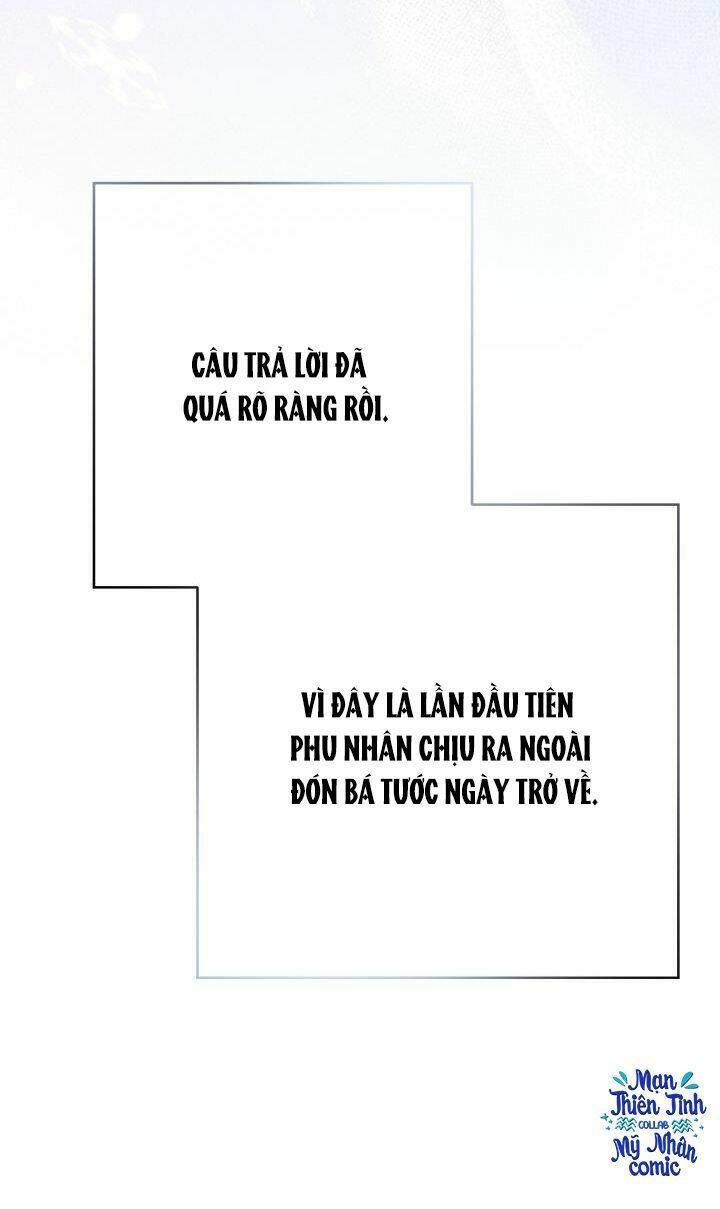 CÂU TRẢ LỜI ĐÃ
QUÁ RÕ RÀNG RỒI.
VÌ ĐÂY LÀ LẦN ĐẦU TIÊN
PHU NHÂN CHỊU RA NGOÀI
ĐÓN BÁ TƯỚC NGÀY TRỞ VỀ.
Mạn
Thiên Tình
COLLAB
Mỹ Nhân
comic